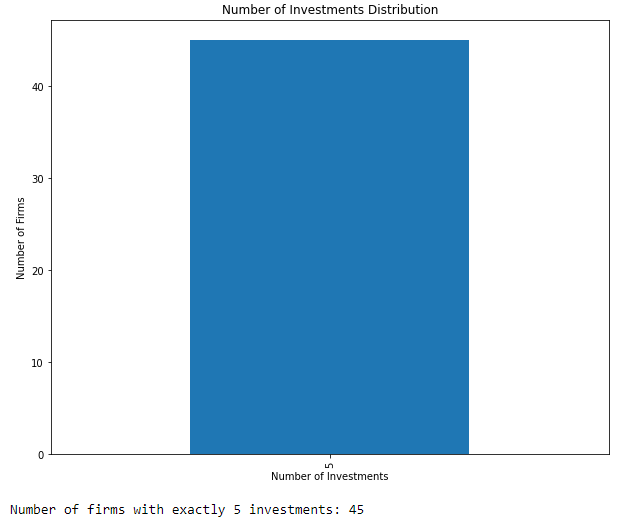 Number of Investments Distribution
Number of Firms
40
30
20
10
0
5
Number of Investments
Number of firms with exactly 5 investments: 45